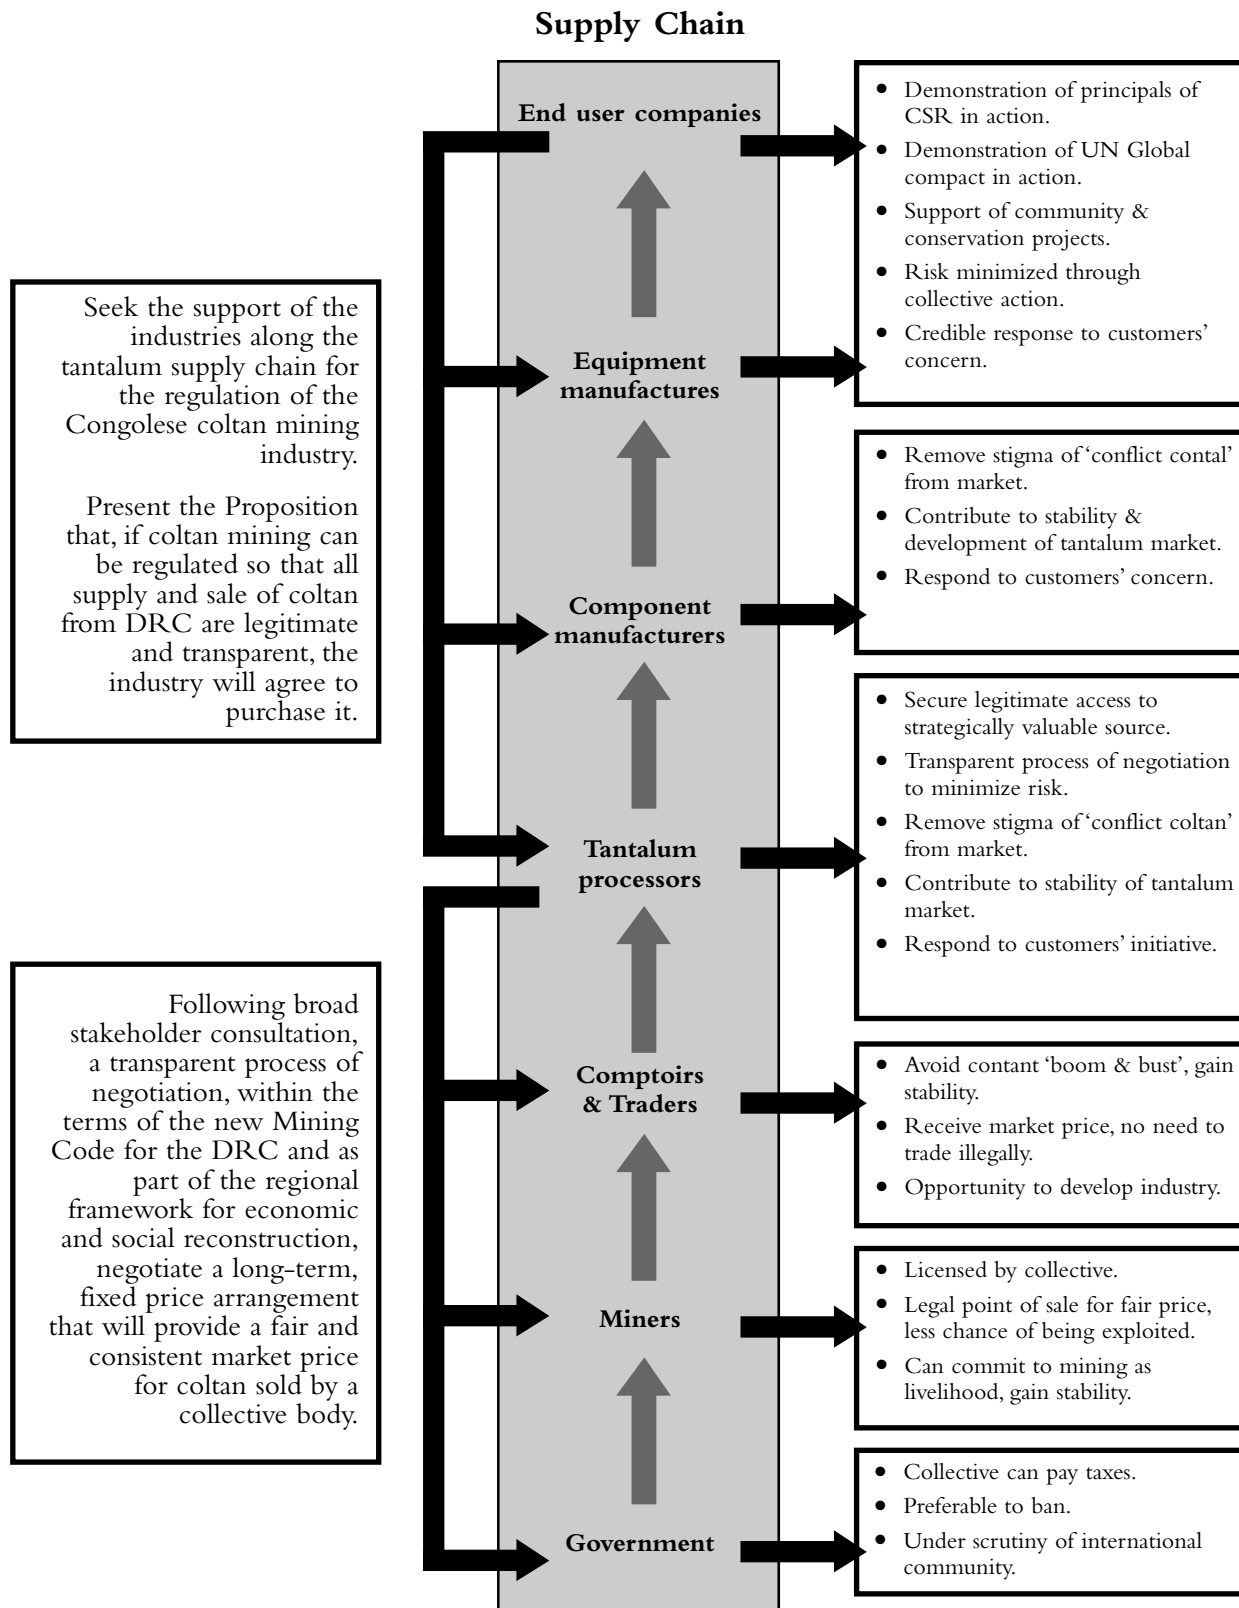 Supply Chain
End user companies
Equipment
manufactures
Component
manufacturers
Tantalum
processors
Comptoirs
& Traders
Miners
Government
Seek the support of the
industries along the
tantalum supply chain for
the regulation of the
Congolese coltan mining
industry.
Present the Proposition
that, if coltan mining can
be regulated so that all
supply and sale of coltan
from DRC are legitimate
and transparent, the
industry will agree to
purchase it.
Following broad
stakeholder consultation,
a transparent process of
negotiation, within the
terms of the new Mining
Code for the DRC and as
part of the regional
framework for economic
and social reconstruction,
negotiate a long-term,
fixed price arrangement
that will provide a fair and
consistent market price
for coltan sold by a
collective body.
• Demonstration of principals of
CSR in action.
• Demonstration of UN Global
compact in action.
• Support of community &
conservation projects.
• Risk minimized through
collective action.
• Credible response to customers’
concern.
• Remove stigma of ‘conflict contal’
from market.
• Contribute to stability &
development of tantalum market.
• Respond to customers’ concern.
• Secure legitimate access to
strategically valuable source.
• Transparent process of negotiation
to minimize risk.
• Remove stigma of ‘conflict coltan’
from market.
• Contribute to stability of tantalum
market.
• Respond to customers’ initiative.
• Avoid contant ‘boom & bust’, gain
stability.
• Receive market price, no need to
trade illegally.
• Opportunity to develop industry.
• Licensed by collective.
• Legal point of sale for fair price,
less chance of being exploited.
• Can commit to mining as
livelihood, gain stability.
• Collective can pay taxes.
• Preferable to ban.
• Under scrutiny of international
community.